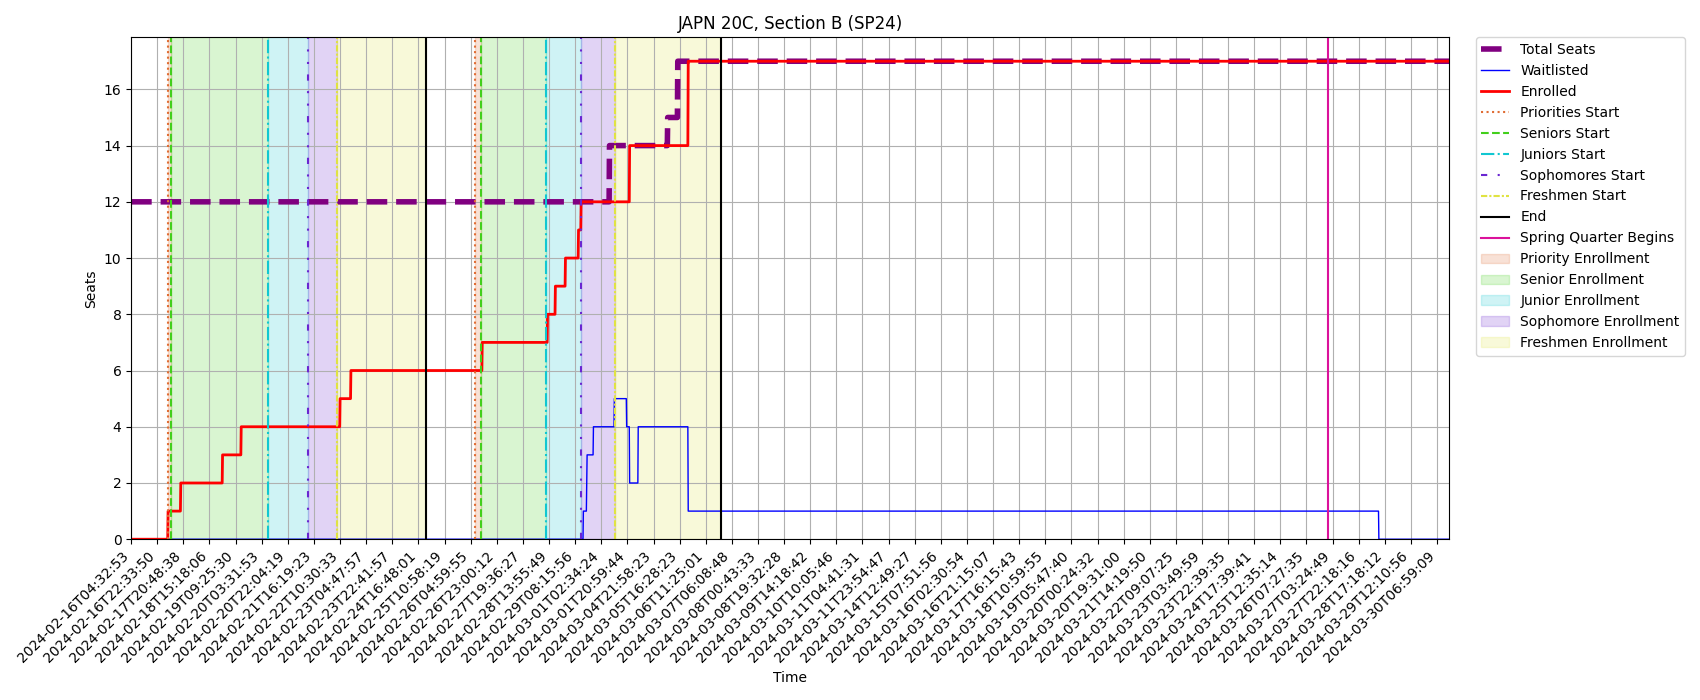 JAPN 20C, Section B (SP24)
Total Seats
Waitlisted
Enrolled
Priorities Start
Seniors Start
Juniors Start
Sophomores Start
Freshmen Start
End
Spring Quarter Begins
Priority Enrollment
Senior Enrollment
Junior Enrollment
Sophomore Enrollment
Freshmen Enrollment
Seats
16
14
12
10
8
6
4
2
0
2024-02-16T04:32:53
2024-02-16T22:33:50
2024-02-17T20:48:38
2024-02-18T15:18:06
2024-02-19T09:25:30
2024-02-20T03:31:53
2024-02-20T22:04:19
2024-02-21T16:19:23
2024-02-22T10:30:33
2024-02-23T04:47:57
2024-02-23T22:41:57
2024-02-24T16:48:01
2024-02-25T10:58:19
2024-02-26T04:59:55
2024-02-26T23:00:12
2024-02-27T19:36:27
2024-02-28T13:55:49
2024-02-29T08:15:56
2024-03-01T02:34:24
2024-03-01T20:59:44
2024-03-04T21:58:23
2024-03-05T16:28:23
2024-03-06T11:25:01
2024-03-07T06:08:48
2024-03-08T00:43:33
2024-03-08T19:32:28
2024-03-09T14:18:42
2024-03-10T10:05:46
2024-03-11T04:41:31
2024-03-11T23:54:47
2024-03-14T12:49:27
2024-03-15T07:51:56
2024-03-16T02:30:54
2024-03-16T21:15:07
2024-03-17T16:15:43
2024-03-18T10:59:55
2024-03-19T05:47:40
2024-03-20T00:24:32
2024-03-20T19:31:00
2024-03-21T14:19:50
2024-03-22T09:07:25
2024-03-23T03:49:59
2024-03-23T22:39:35
2024-03-24T17:39:41
2024-03-25T12:35:14
2024-03-26T07:27:35
2024-03-27T03:24:49
2024-03-27T22:18:16
2024-03-28T17:18:12
2024-03-29T12:10:56
2024-03-30T06:59:09
Time